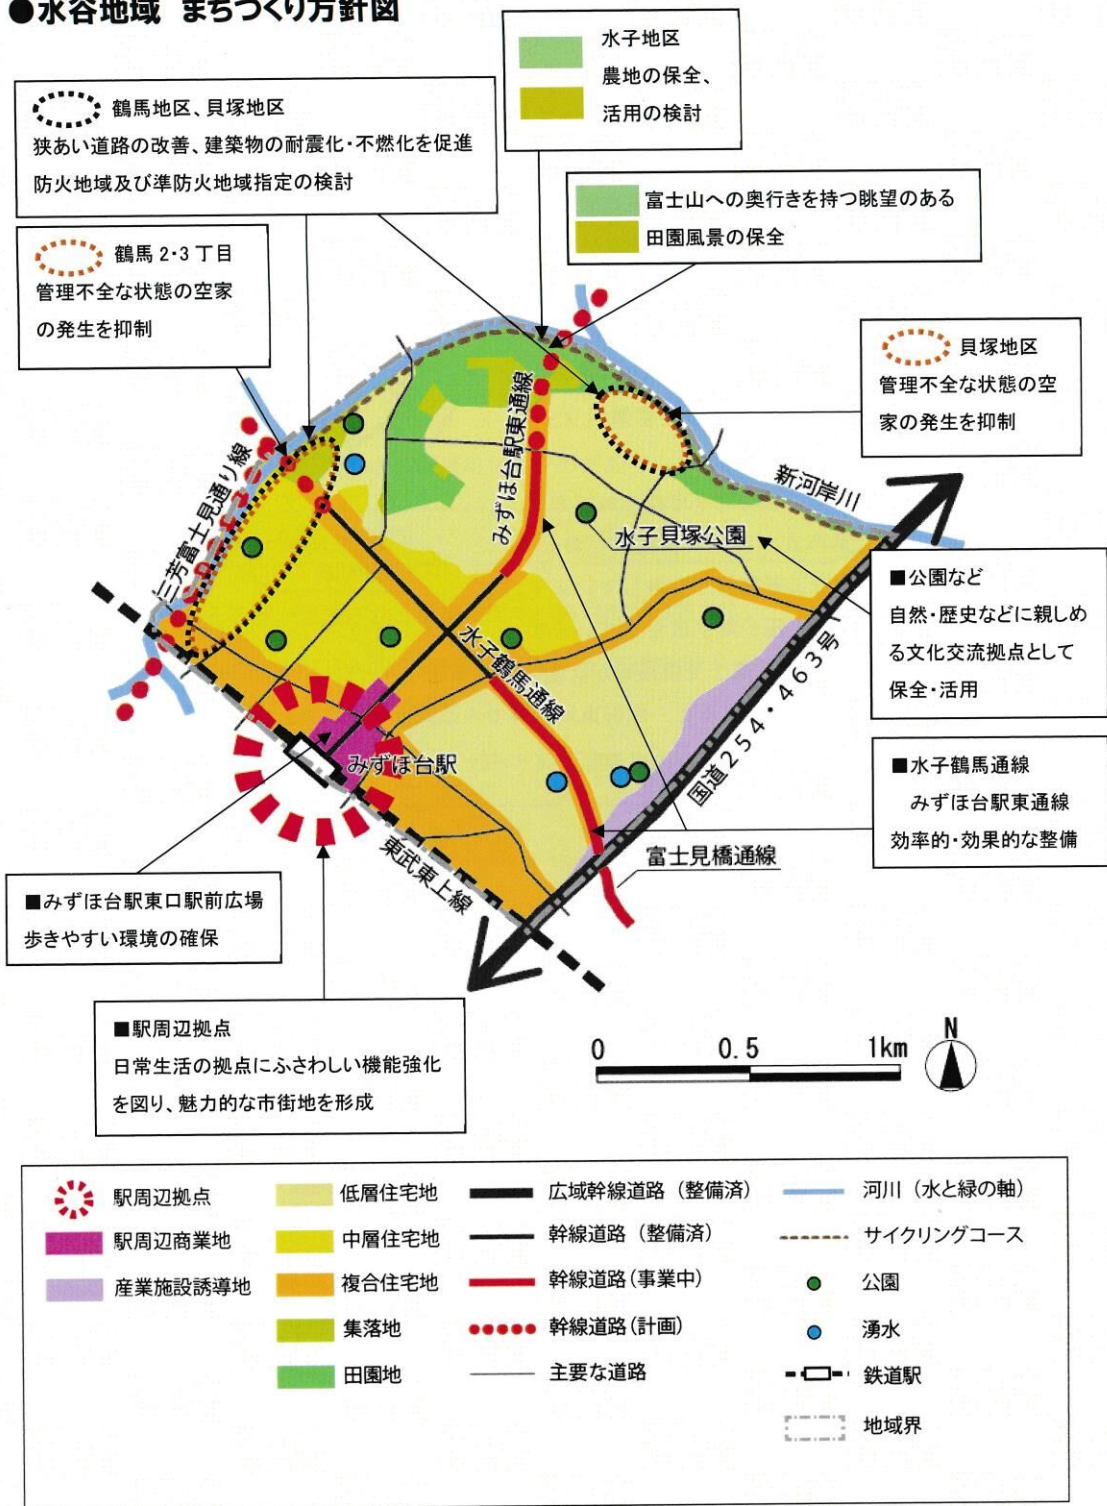 ●水谷地域 まちづくり方針図
水子地区
農地の保全、
活用の検討
鶴馬地区、貝塚地区
狭あい道路の改善、建築物の耐震化・不燃化を促進
防火地域及び準防火地域指定の検討
富士山への奥行きを持つ眺望のある
田園風景の保全
鶴馬2・3丁目
管理不全な状態の空家
の発生を抑制
貝塚地区
管理不全な状態の空
家の発生を抑制
みずほ台駅東通線
三芳富士見通り線
新河岸川
水子貝塚公園
■公園など
自然・歴史などに親しめ
る文化交流拠点として
保全・活用
水子鶴馬通線
国道254・463号
みずほ台駅
■水子鶴馬通線
みずほ台駅東通線
効率的・効果的な整備
富士見橋通線
東武東上線
■みずほ台駅東口駅前広場
歩きやすい環境の確保
■駅周辺拠点
日常生活の拠点にふさわしい機能強化
を図り、魅力的な市街地を形成
0 0.5 1km
N
駅周辺拠点 低層住宅地 広域幹線道路（整備済） 河川（水と緑の軸）
駅周辺商業地 中層住宅地 幹線道路（整備済） サイクリングコース
産業施設誘導地 複合住宅地 幹線道路（事業中） 公園
集落地 幹線道路（計画） 湧水
田園地 主要な道路 鉄道駅
地域界